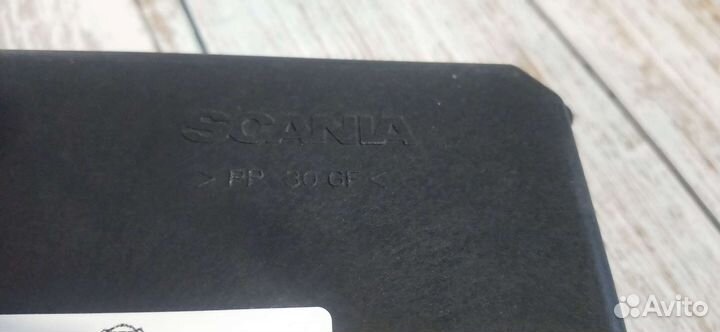 SCANIA
> PP 30 GF <
Avito